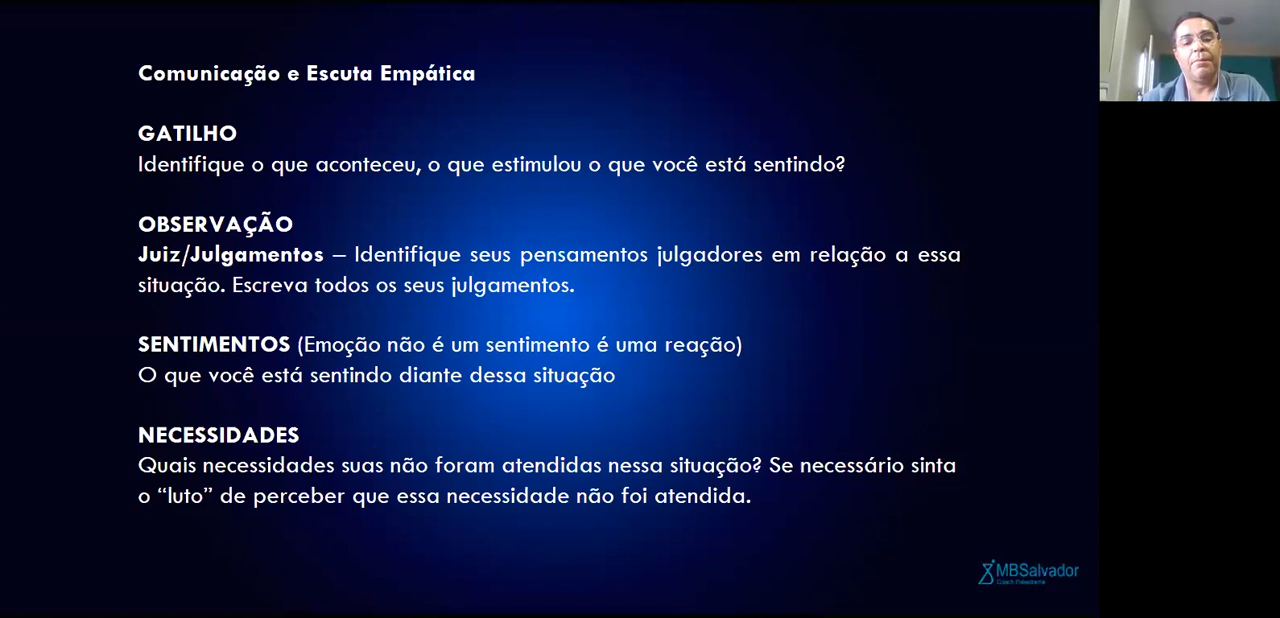 Comunicação e Escuta Empática
GATILHO
Identifique o que aconteceu, o que estimulou o que você está sentindo?
OBSERVAÇÃO
Juiz/Julgamentos – Identifique seus pensamentos julgadores em relação a essa
situação. Escreva todos os seus julgamentos.
SENTIMENTOS (Emoção não é um sentimento é uma reação)
O que você está sentindo diante dessa situação
NECESSIDADES
Quais necessidades suas não foram atendidas nessa situação? Se necessário sinta
o “luto” de perceber que essa necessidade não foi atendida.
MBSalvador
Coach Palestrante